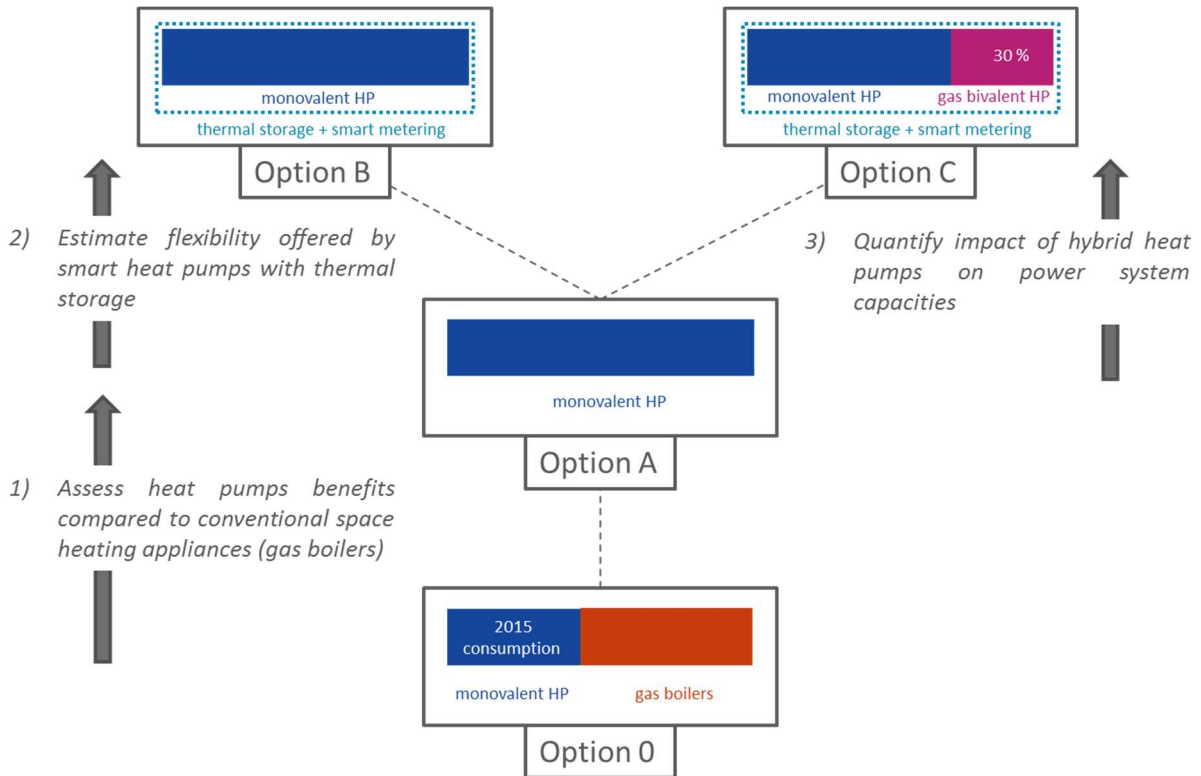 30 %
monovalent HP
monovalent HP
gas bivalent HP
thermal storage + smart metering
thermal storage + smart metering
Option B
Option C
2) Estimate flexibility offered by
smart heat pumps with thermal
storage
3) Quantify impact of hybrid heat
pumps on power system
capacities
monovalent HP
Option A
1) Assess heat pumps benefits
compared to conventional space
heating appliances (gas boilers)
2015
consumption
monovalent HP
gas boilers
Option 0